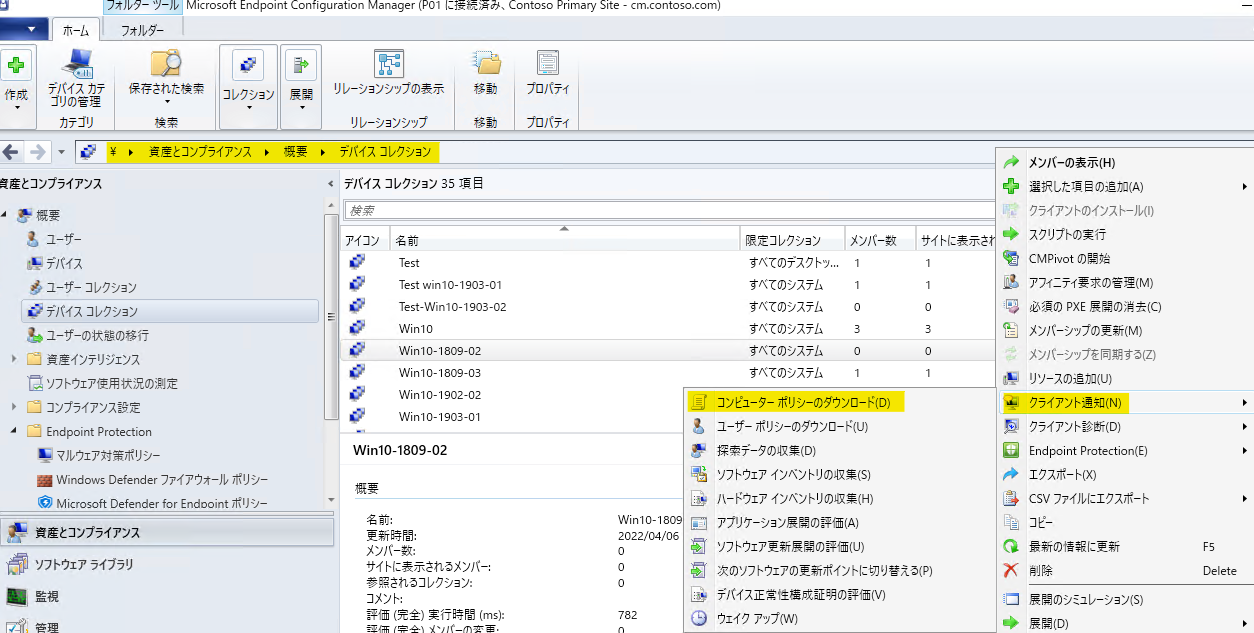 フォルダー ツール
Microsoft Endpoint Configuration Manager (P01 に接続済み、Contoso Primary Site - cm.contoso.com)
ホーム
フォルダー
作成
デバイス カテゴリの管理
カテゴリ
保存された検索
検索
コレクション
展開
リレーションシップの表示
リレーションシップ
移動
移動
プロパティ
プロパティ
¥ 資産とコンプライアンス 概要 デバイス コレクション
資産とコンプライアンス
概要
ユーザー
デバイス
ユーザー コレクション
デバイス コレクション
ユーザーの状態の移行
資産インテリジェンス
ソフトウェア使用状況の測定
コンプライアンス設定
Endpoint Protection
マルウェア対策ポリシー
Windows Defender ファイアウォール ポリシー
Microsoft Defender for Endpoint ポリシー
資産とコンプライアンス
ソフトウェア ライブラリ
監視
管理
デバイス コレクション 35 項目
検索
アイコン 名前 限定コレクション メンバー数 サイトに表示され
Test すべてのデスクトッ... 1 1
Test win10-1903-01 すべてのシステム 1 1
Test-Win10-1903-02 すべてのシステム 0 0
Win10 すべてのシステム 3 3
Win10-1809-02 すべてのシステム 0 0
Win10-1809-03 すべてのシステム 1 1
Win10-1902-02
Win10-1903-01
Win10-1809-02
概要
名前: Win10-1809
更新時間: 2022/04/06
メンバー数: 0
サイトに表示されるメンバー: 0
参照されるコレクション: 0
コメント:
評価 (完全) 実行時間 (ms): 782
評価 (完全) メンバーの変更: 0
コンピューター ポリシーのダウンロード(D)
ユーザー ポリシーのダウンロード(U)
探索データの収集(D)
ソフトウェア インベントリの収集(S)
ハードウェア インベントリの収集(H)
アプリケーション展開の評価(A)
ソフトウェア更新展開の評価(U)
次のソフトウェアの更新ポイントに切り替える(P)
デバイス正常性構成証明の評価(V)
ウェイク アップ(W)
メンバーの表示(H)
選択した項目の追加(A)
クライアントのインストール(I)
スクリプトの実行
CMPivot の開始
アフィニティ要求の管理(M)
必須の PXE 展開の消去(C)
メンバーシップの更新(M)
メンバーシップを同期する(Z)
リソースの追加(U)
クライアント通知(N)
クライアント診断(D)
Endpoint Protection(E)
エクスポート(X)
CSV ファイルにエクスポート
コピー
最新の情報に更新 F5
削除 Delete
展開のシミュレーション(S)
展開(D)